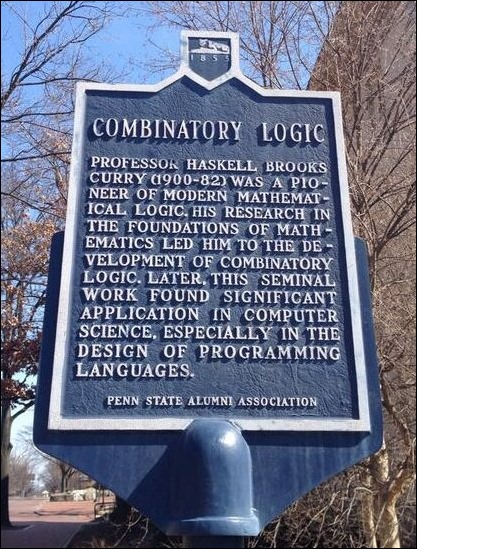 1855
COMBINATORY LOGIC
PROFESSOR HASKELL BROOKS
CURRY (1900-82) WAS A PIO-
NEER OF MODERN MATHEMAT-
ICAL LOGIC. HIS RESEARCH IN
THE FOUNDATIONS OF MATH-
EMATICS LED HIM TO THE DE-
VELOPMENT OF COMBINATORY
LOGIC. LATER, THIS SEMINAL
WORK FOUND SIGNIFICANT
APPLICATION IN COMPUTER
SCIENCE, ESPECIALLY IN THE
DESIGN OF PROGRAMMING
LANGUAGES.
PENN STATE ALUMNI ASSOCIATION